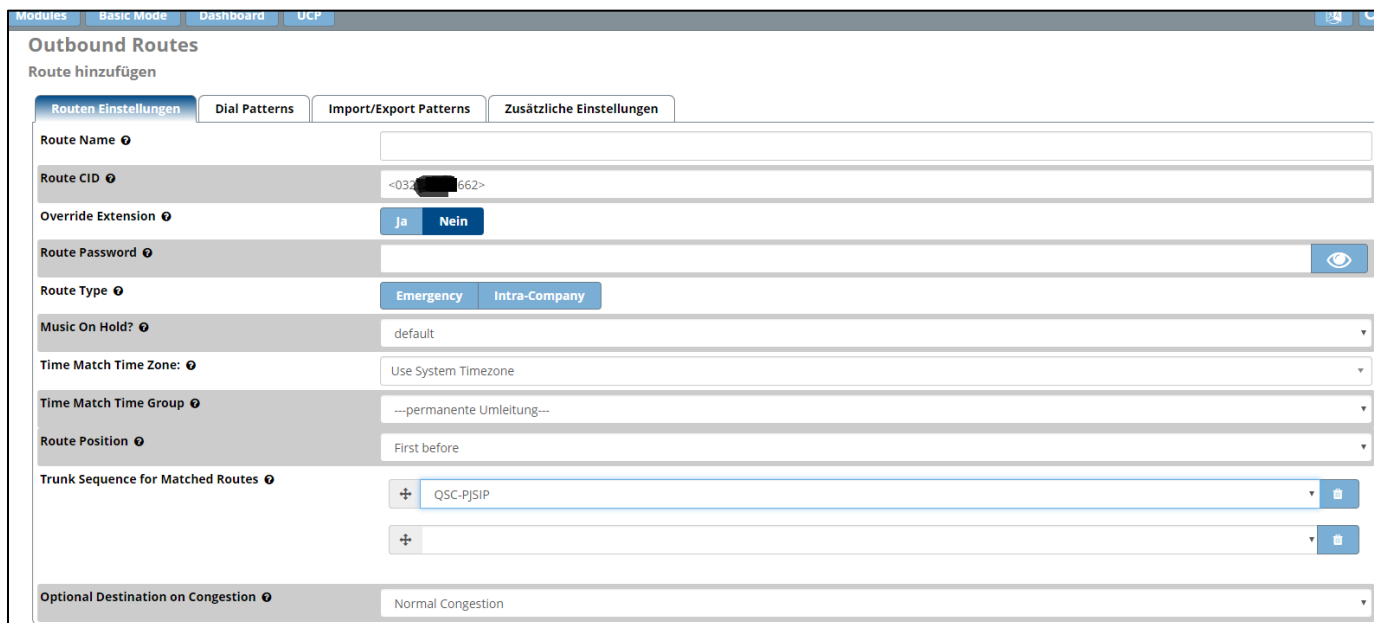 Modules Basic Mode Dashboard UCP
Outbound Routes
Route hinzufügen
Routen Einstellungen Dial Patterns Import/Export Patterns Zusätzliche Einstellungen
Route Name
Route CID <032 662>
Override Extension Ja Nein
Route Password
Route Type Emergency Intra-Company
Music On Hold? default
Time Match Time Zone: Use System Timezone
Time Match Time Group ---permanente Umleitung---
Route Position First before
Trunk Sequence for Matched Routes
QSC-PJSIP
Optional Destination on Congestion Normal Congestion